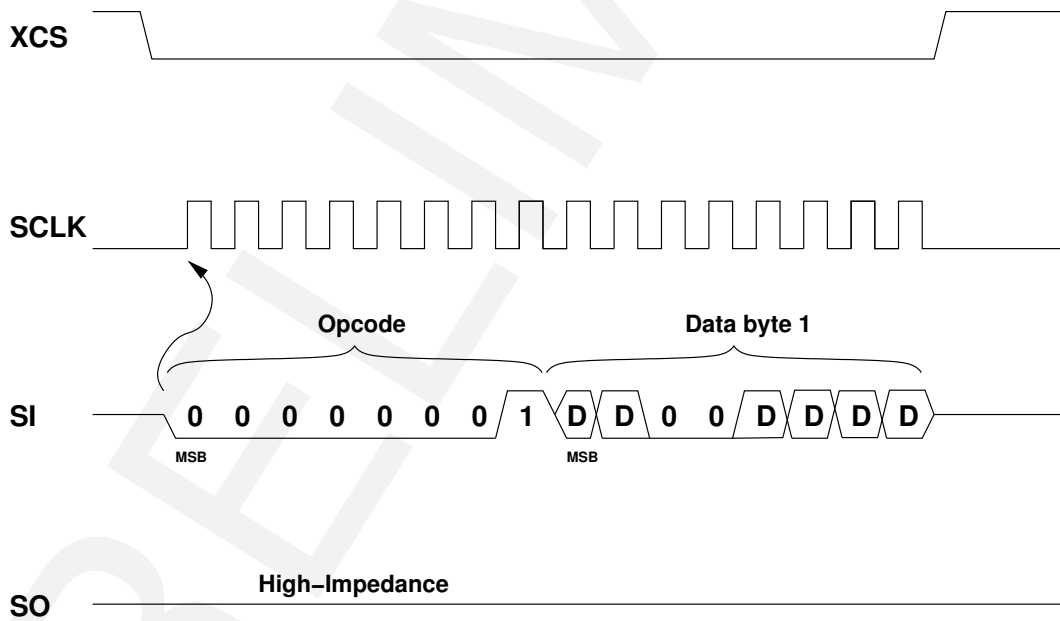 XCS
SCLK
Opcode Data byte 1
SI 0 0 0 0 0 0 0 1 D D 0 0 D D D D
MSB MSB
High−Impedance
SO
PRELIM